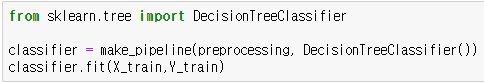 from sklearn.tree import DecisionTreeClassifier
classifier = make_pipeline(preprocessing, DecisionTreeClassifier())
classifier.fit(X_train,Y_train)